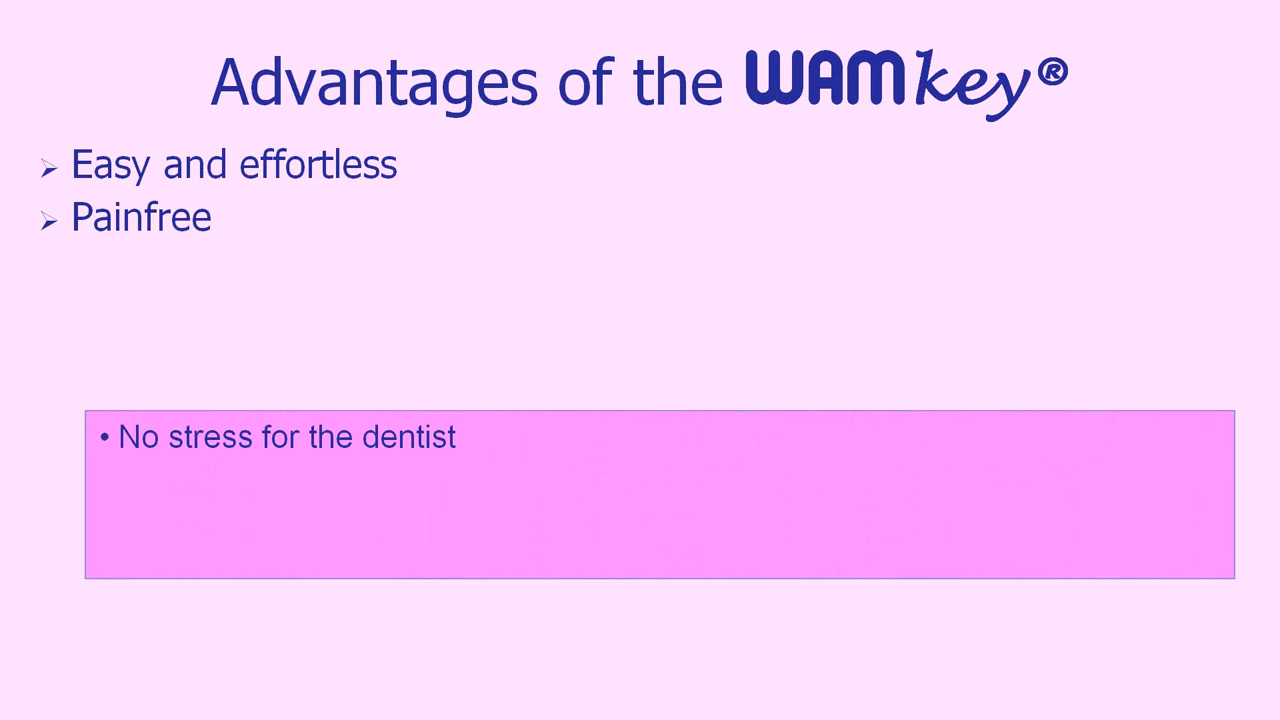 Advantages of the WAMkey®
➢ Easy and effortless
➢ Painfree
• No stress for the dentist